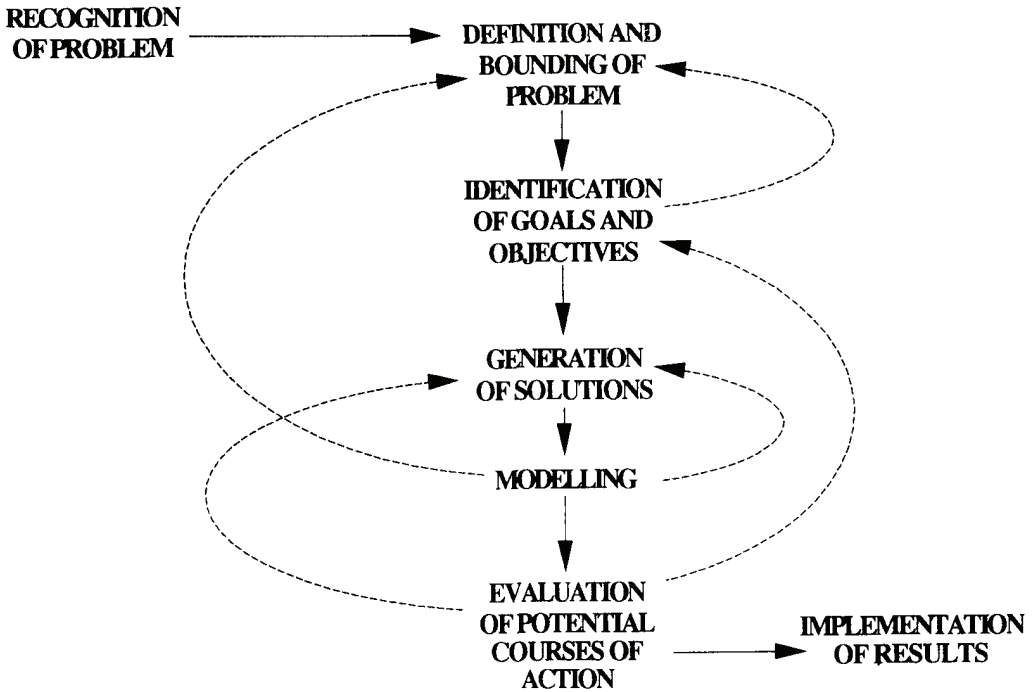 RECOGNITION
OF PROBLEM
DEFINITION AND
BOUNDING OF
PROBLEM
IDENTIFICATION
OF GOALS AND
OBJECTIVES
GENERATION
OF SOLUTIONS
MODELLING
EVALUATION
OF POTENTIAL
COURSES OF
ACTION
IMPLEMENTATION
OF RESULTS